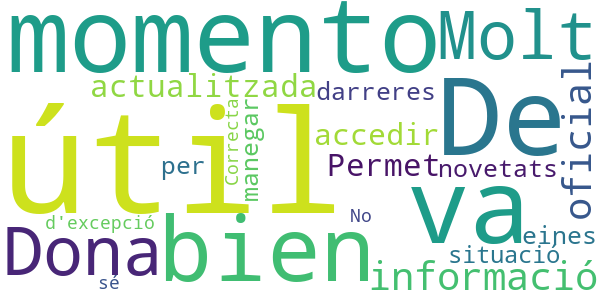 momento
Molt
De
útil
va
bien
Dona
informació
actualitzada
darreres
oficial
accedir
Permet
novetats
manegar
Correcta
per
eines
situació
d'excepció
No
sé